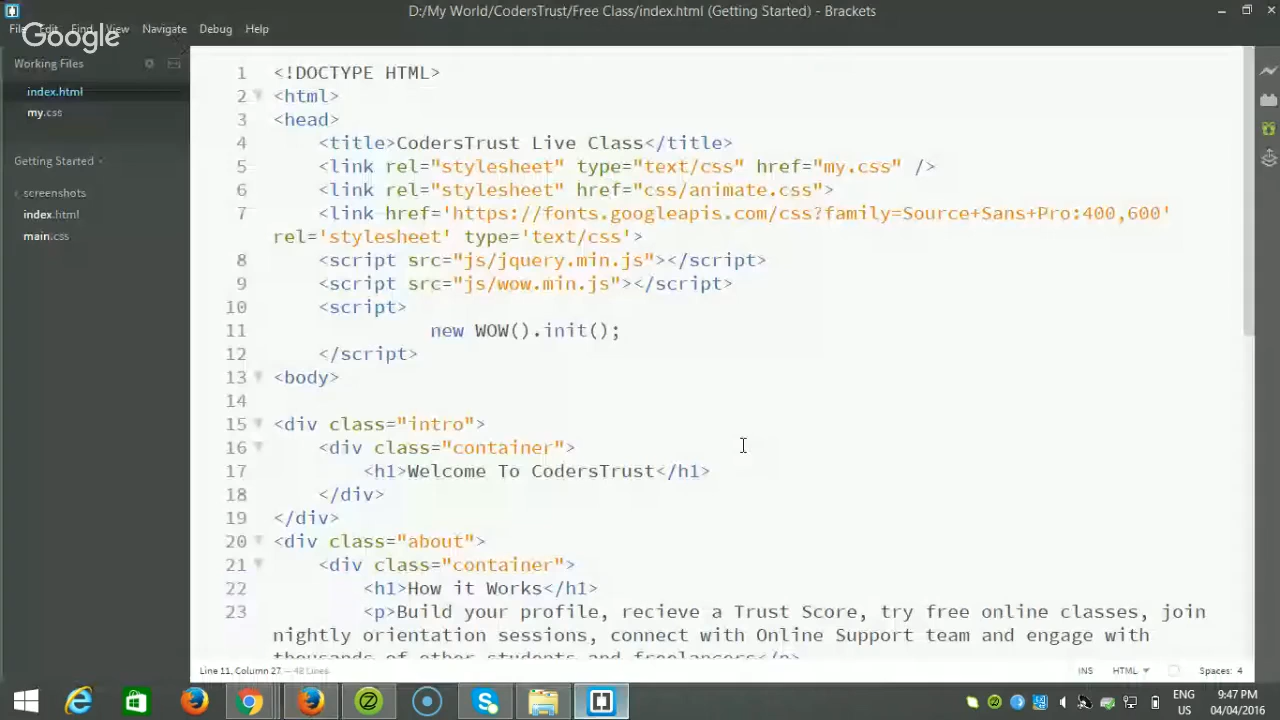 D:/My World/CodersTrust/Free Class/index.html (Getting Started) - Brackets
File Edit Find View Navigate Debug Help
Google
Working Files
index.html
my.css
Getting Started
screenshots
index.html
main.css
1 <!DOCTYPE HTML>
2 <html>
3 <head>
4 <title>CodersTrust Live Class</title>
5 <link rel="stylesheet" type="text/css" href="my.css" />
6 <link rel="stylesheet" href="css/animate.css">
7 <link href='https://fonts.googleapis.com/css?family=Source+Sans+Pro:400,600'
rel='stylesheet' type='text/css'>
8 <script src="js/jquery.min.js"></script>
9 <script src="js/wow.min.js"></script>
10 <script>
11 new WOW().init();
12 </script>
13 <body>
14
15 <div class="intro">
16 <div class="container">
17 <h1>Welcome To CodersTrust</h1>
18 </div>
19 </div>
20 <div class="about">
21 <div class="container">
22 <h1>How it Works</h1>
23 <p>Build your profile, recieve a Trust Score, try free online classes, join
nightly orientation sessions, connect with Online Support team and engage with
thousands of other students and freelancers</p>
Line 11, Column 27 — 48 Lines
INS HTML Spaces: 4
ENG 9:47 PM
US 04/04/2016